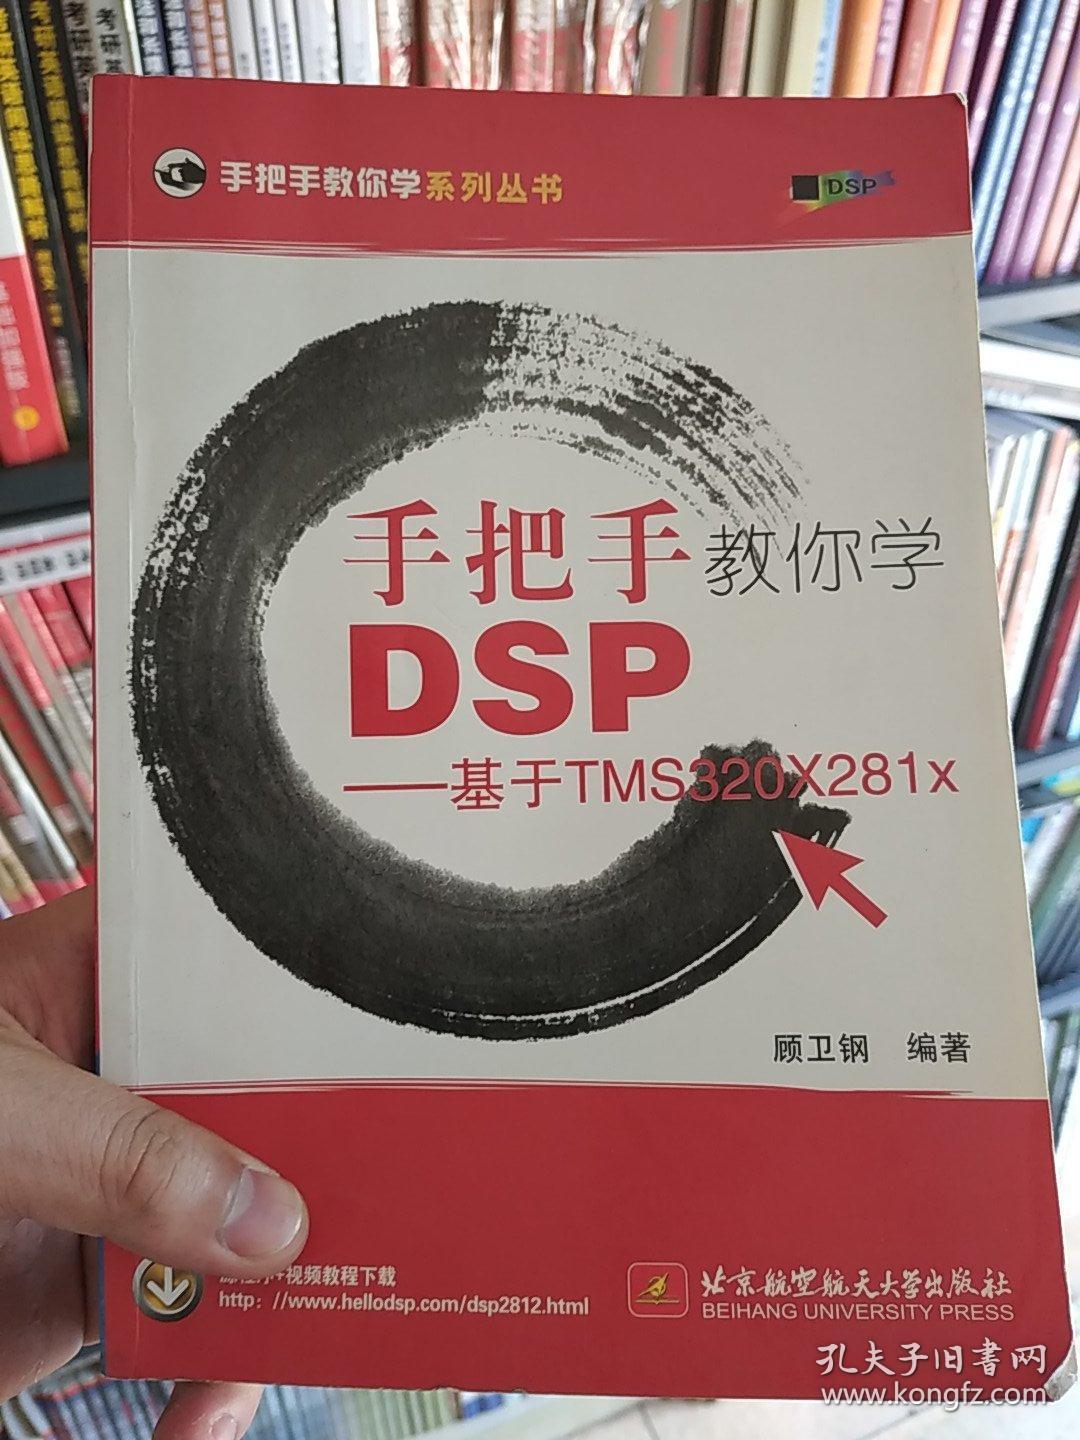 手把手教你学系列丛书
DSP
手把手教你学
DSP
——基于TMS320X281x
顾卫钢 编著
+视频教程下载
http：//www.hellodsp.com/dsp2812.html
北京航空航天大学出版社
BEIHANG UNIVERSITY PRESS
孔夫子旧書网
www.kongfz.com